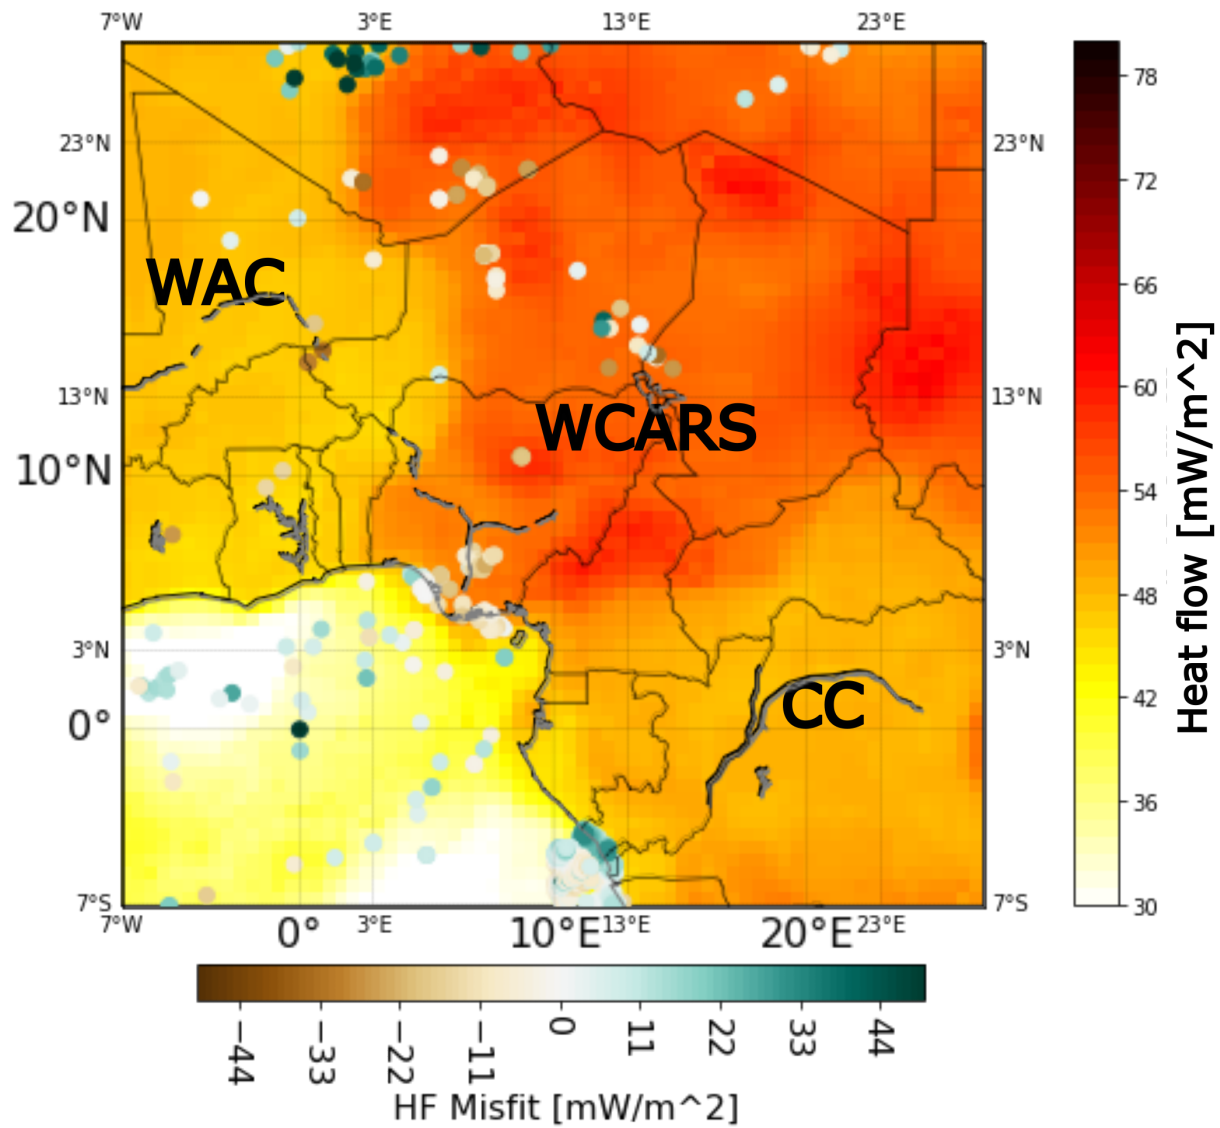 7°W 3°E 13°E 23°E
23°N 23°N
20°N
WAC
13°N 13°N
WCARS
10°N
3°N 3°N
CC
0°
7°S 7°S
7°W 3°E 13°E 23°E
0° 10°E 20°E
78
72
66
60
54
48
42
36
30
Heat flow [mW/m^2]
−44 −33 −22 −11 0 11 22 33 44
HF Misfit [mW/m^2]